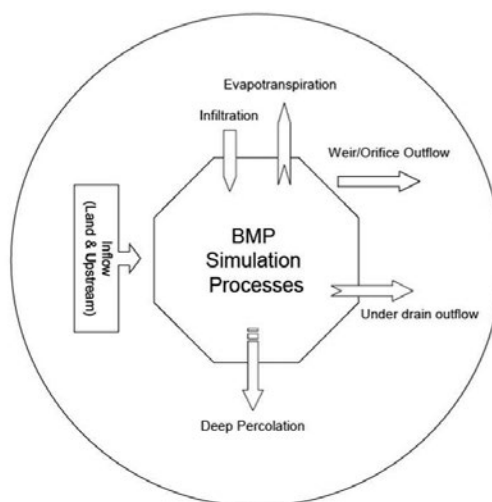 Evapotranspiration
Infiltration
Weir/Orifice Outflow
Inflow
(Land & Upstream)
BMP
Simulation
Processes
Under drain outflow
Deep Percolation